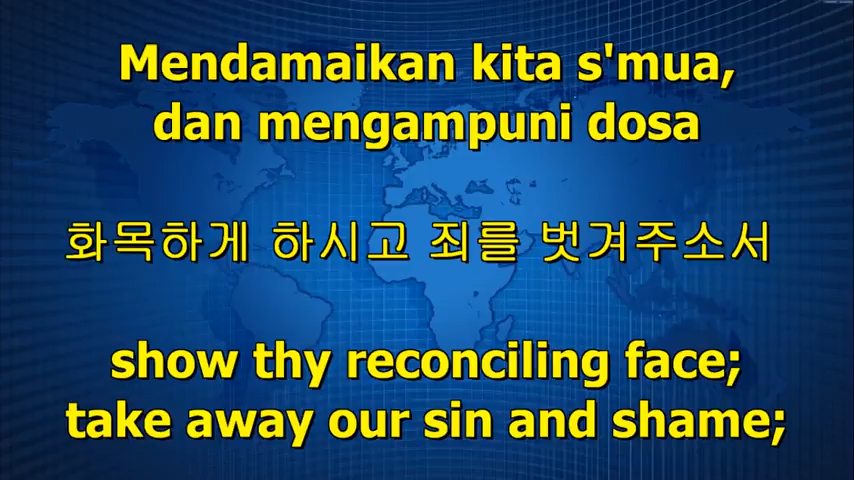 Mendamaikan kita s'mua,
dan mengampuni dosa
화목하게 하시고 죄를 벗겨주소서
show thy reconciling face;
take away our sin and shame;